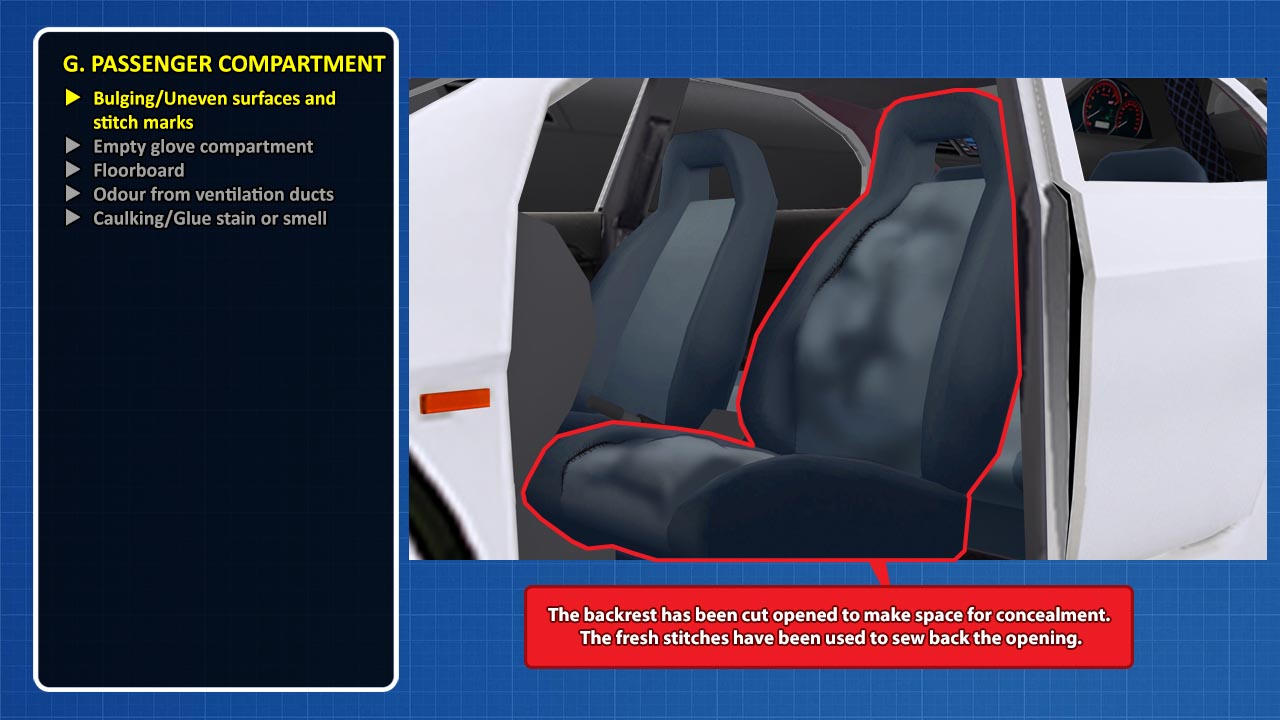 G. PASSENGER COMPARTMENT
Bulging/Uneven surfaces and
stitch marks
Empty glove compartment
Floorboard
Odour from ventilation ducts
Caulking/Glue stain or smell
The backrest has been cut opened to make space for concealment.
The fresh stitches have been used to sew back the opening.